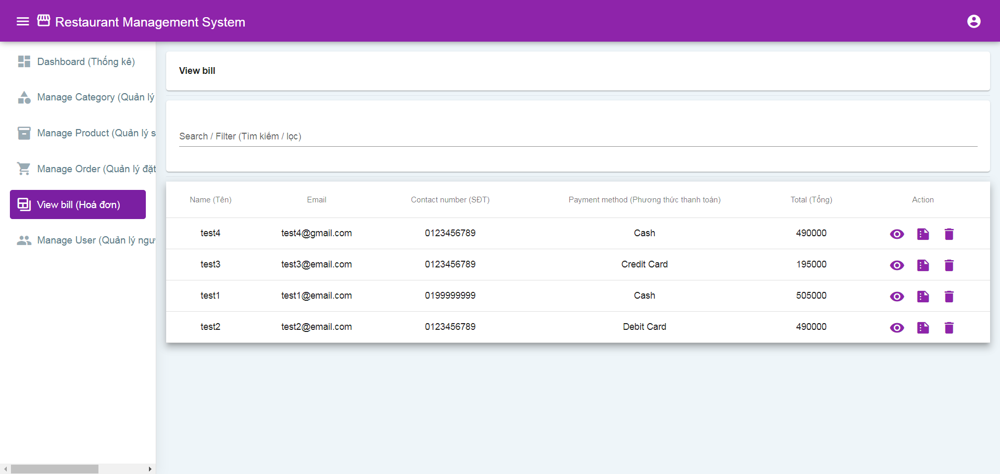 Restaurant Management System
Dashboard (Thống kê)
Manage Category (Quản lý
Manage Product (Quản lý s
Manage Order (Quản lý đặt
View bill (Hoá đơn)
Manage User (Quản lý ngư
View bill
Search / Filter (Tìm kiếm / lọc)
Name (Tên) Email Contact number (SĐT) Payment method (Phương thức thanh toán) Total (Tổng) Action
test4 test4@gmail.com 0123456789 Cash 490000
test3 test3@email.com 0123456789 Credit Card 195000
test1 test1@email.com 0199999999 Cash 505000
test2 test2@email.com 0123456789 Debit Card 490000